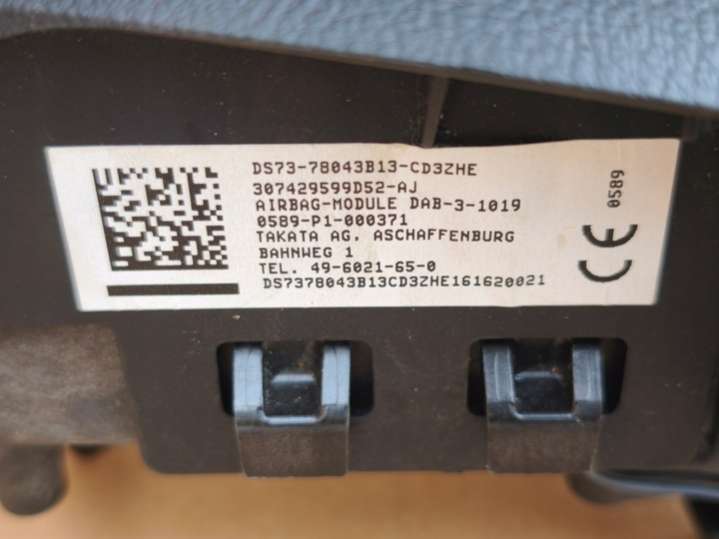 DS73-78043B13-CD3ZHE
307429599D52-AJ
AIRBAG-MODULE DAB-3-1019
0589-P1-000371
TAKATA AG, ASCHAFFENBURG
BAHNWEG 1
TEL. 49-6021-65-0
DS7378043B13CD3ZHE161620021
CE 0589